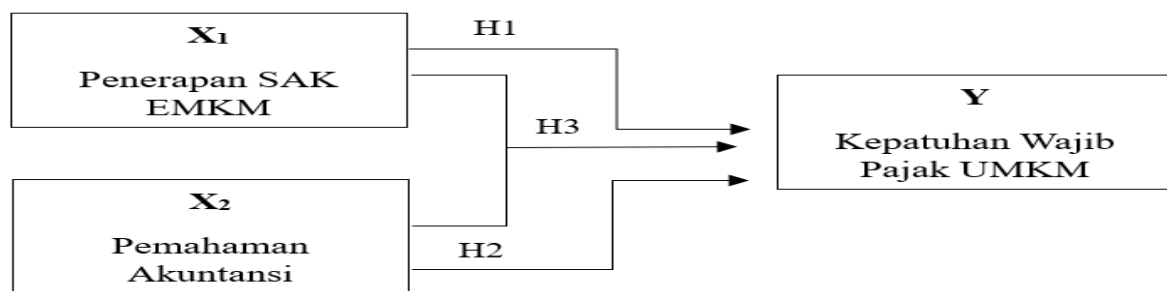 X₁
Penerapan SAK
EMKM
H1
H3
Y
Kepatuhan Wajib
Pajak UMKM
X₂
Pemahaman
Akuntansi
H2